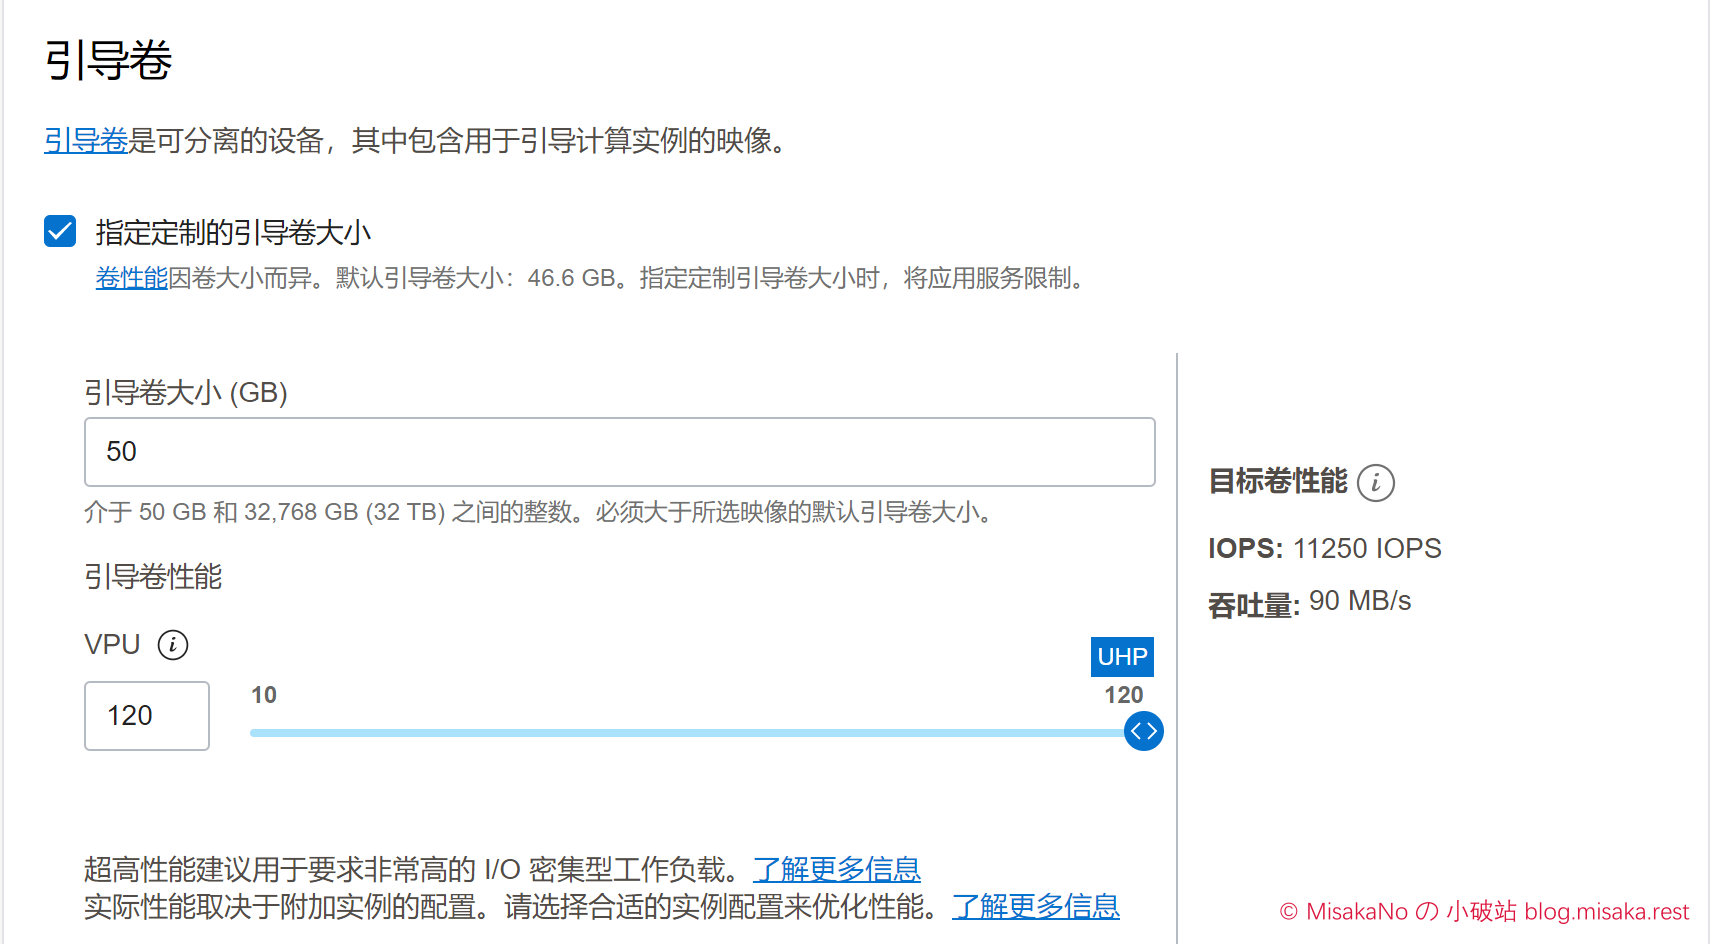 引导卷
引导卷是可分离的设备，其中包含用于引导计算实例的映像。
指定定制的引导卷大小
卷性能因卷大小而异。默认引导卷大小：46.6 GB。指定定制引导卷大小时，将应用服务限制。
引导卷大小 (GB)
50
介于 50 GB 和 32,768 GB (32 TB) 之间的整数。必须大于所选映像的默认引导卷大小。
引导卷性能
VPU
120
10
UHP
120
超高性能建议用于要求非常高的 I/O 密集型工作负载。了解更多信息
实际性能取决于附加实例的配置。请选择合适的实例配置来优化性能。了解更多信息
目标卷性能
IOPS: 11250 IOPS
吞吐量: 90 MB/s
© MisakaNo の 小破站 blog.misaka.rest